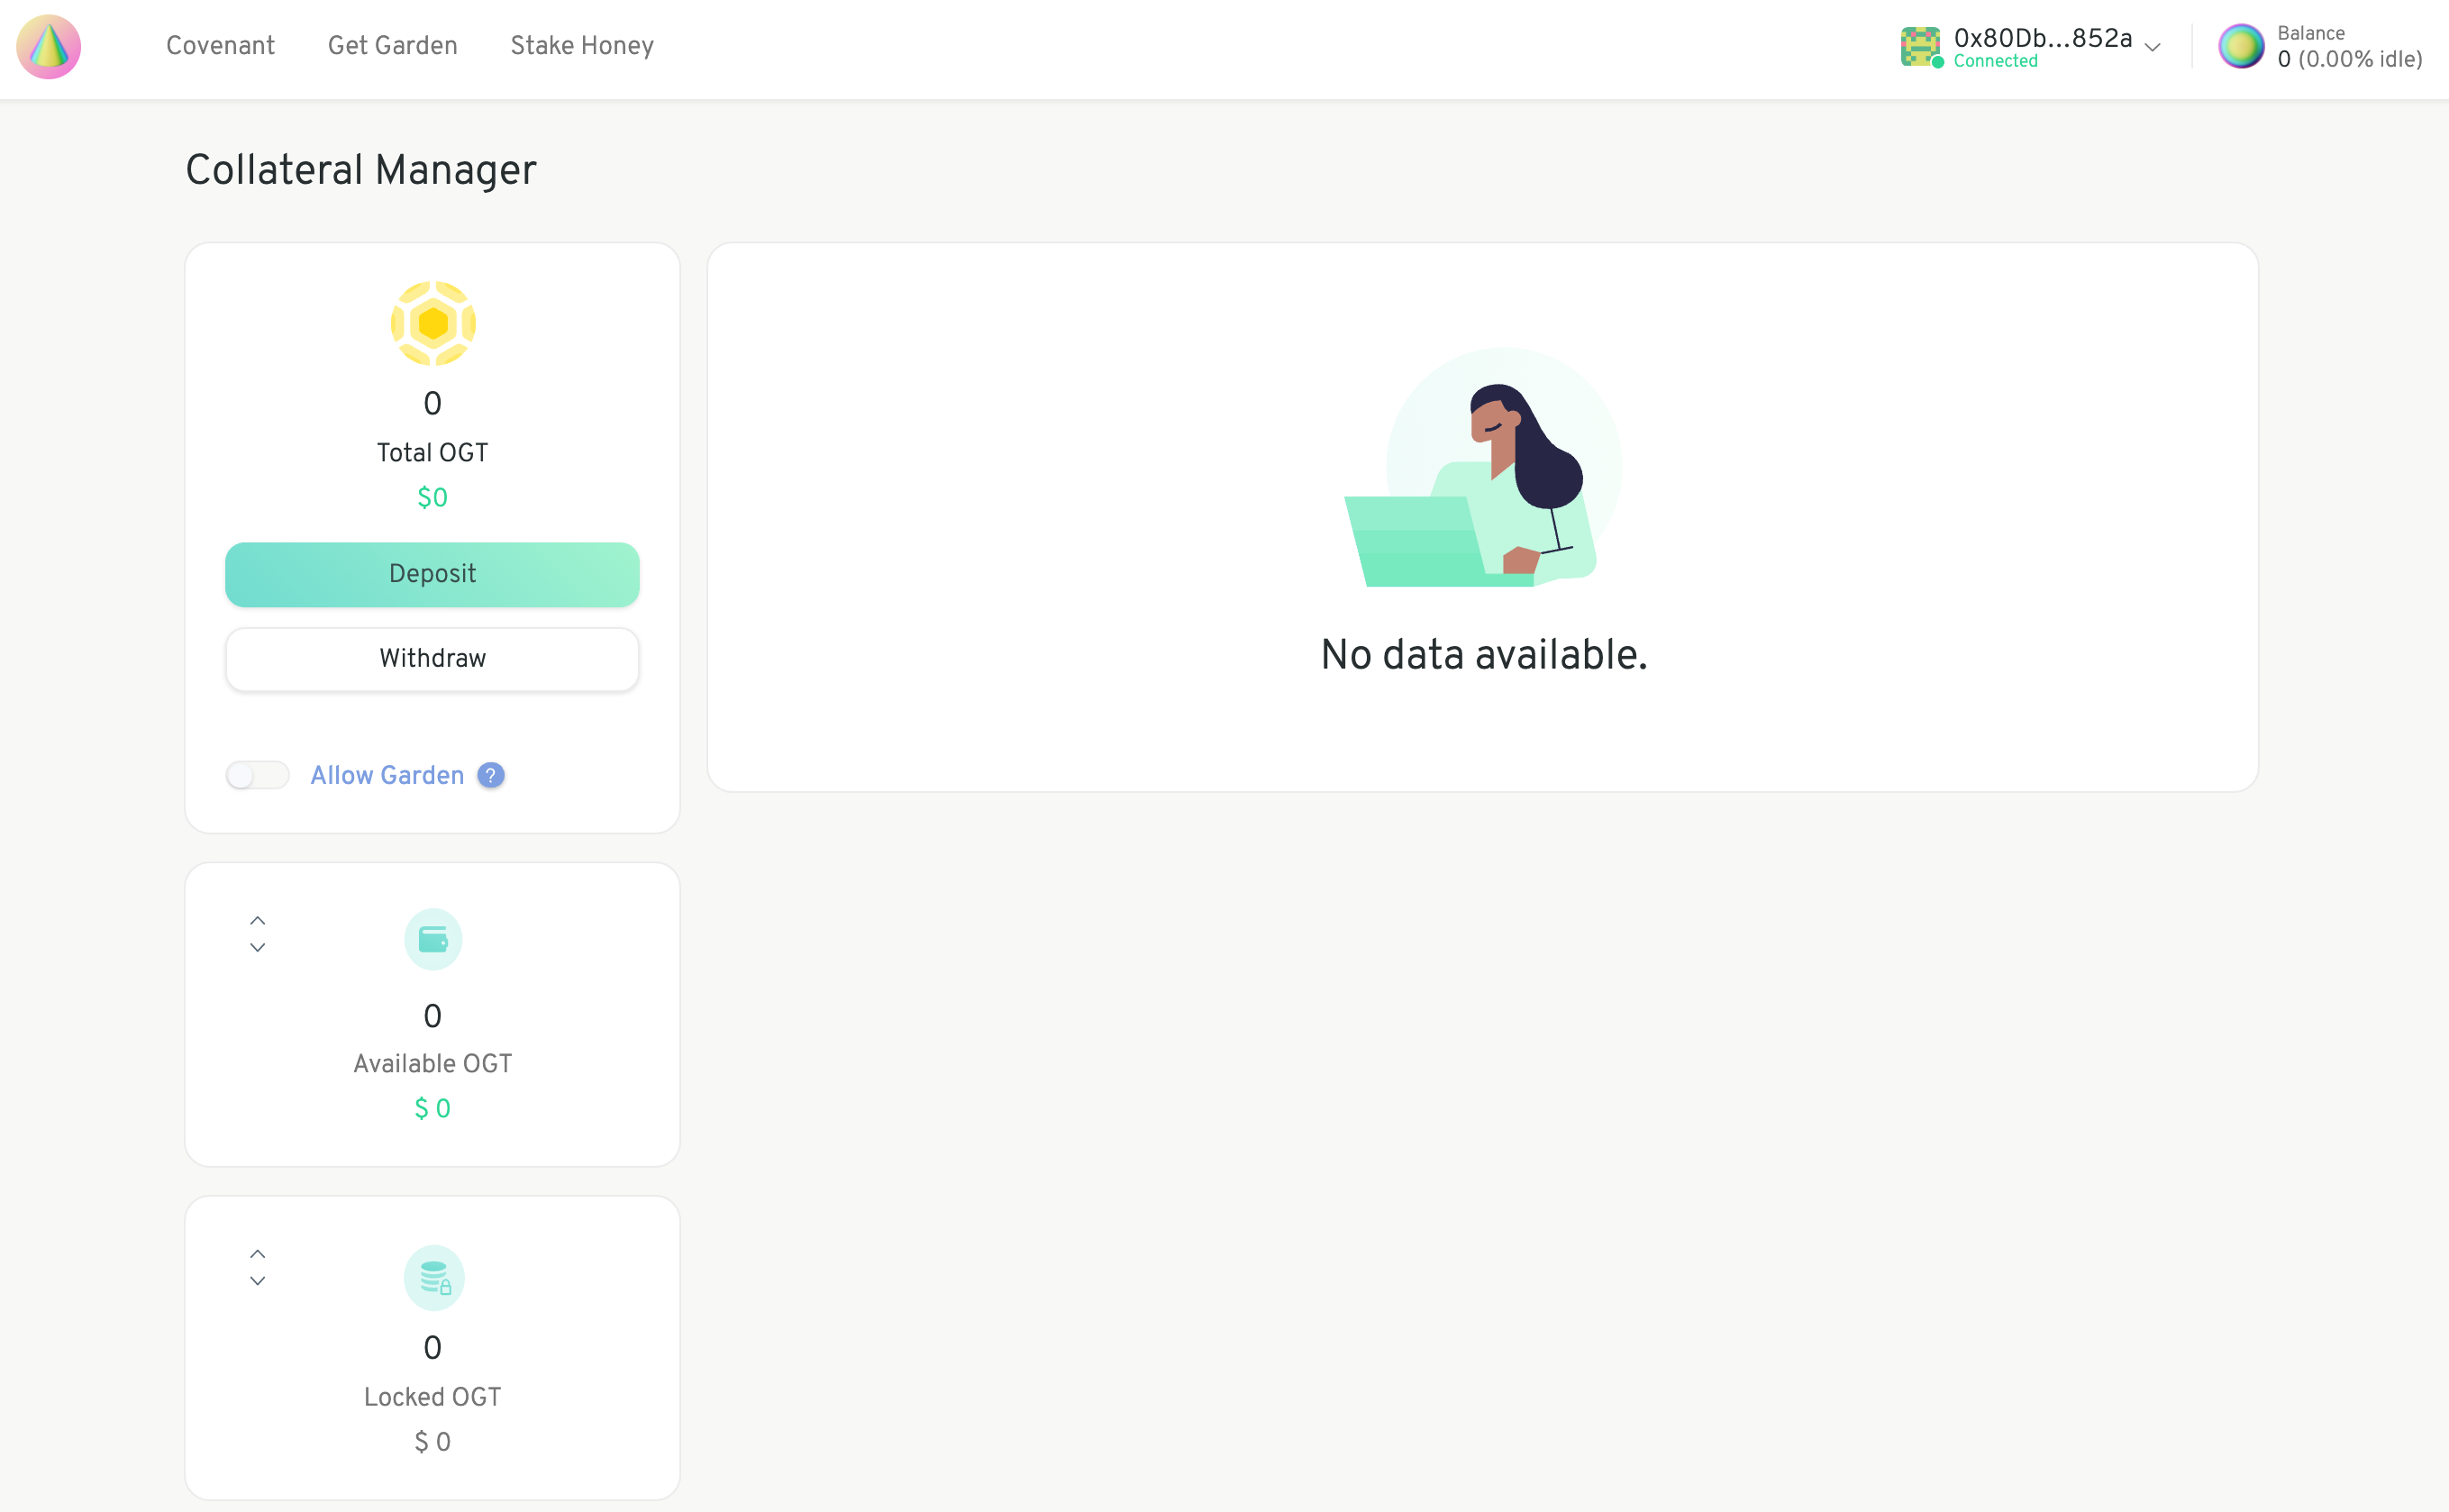 Covenant
Get Garden
Stake Honey
0x80Db...852a
Connected
Balance
0 (0.00% idle)
Collateral Manager
0
Total OGT
$0
Deposit
Withdraw
Allow Garden ?
No data available.
0
Available OGT
$ 0
0
Locked OGT
$ 0